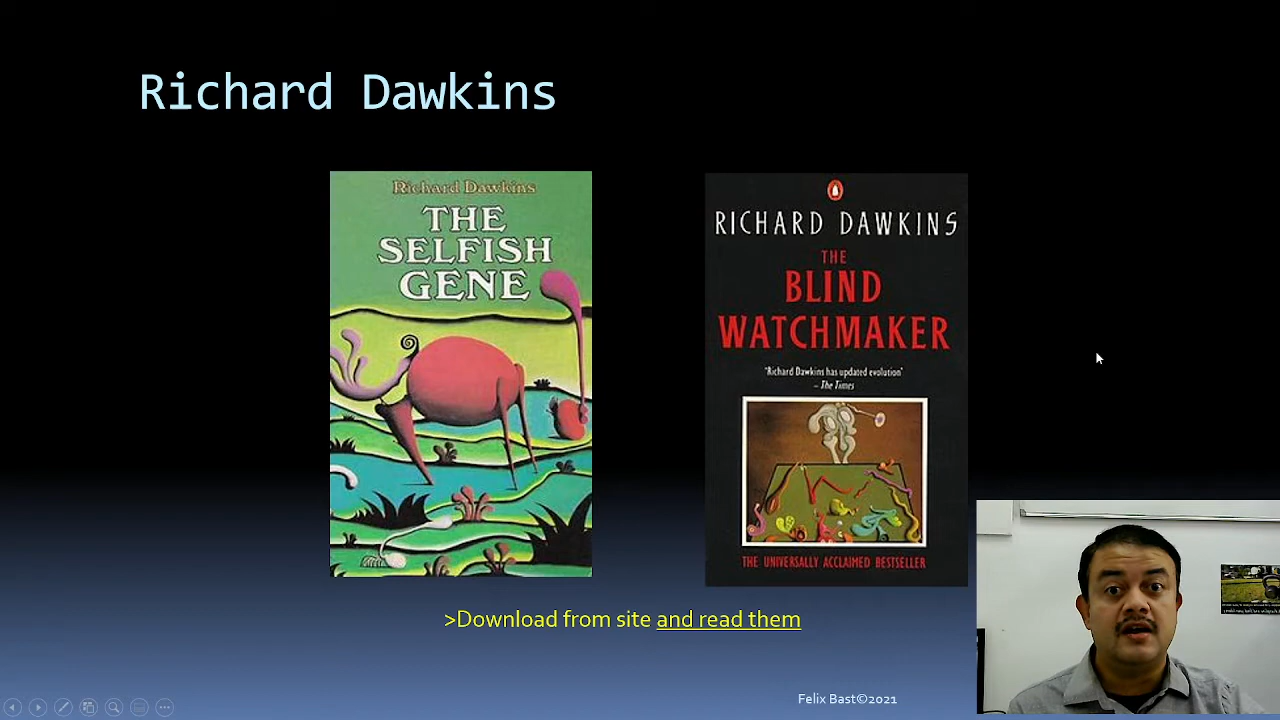 Richard Dawkins
Richard Dawkins
THE
SELFISH
GENE
RICHARD DAWKINS
THE
BLIND
WATCHMAKER
"Richard Dawkins has updated evolution'
– The Times
THE UNIVERSALLY ACCLAIMED BESTSELLER
>Download from site and read them
Felix Bast©2021